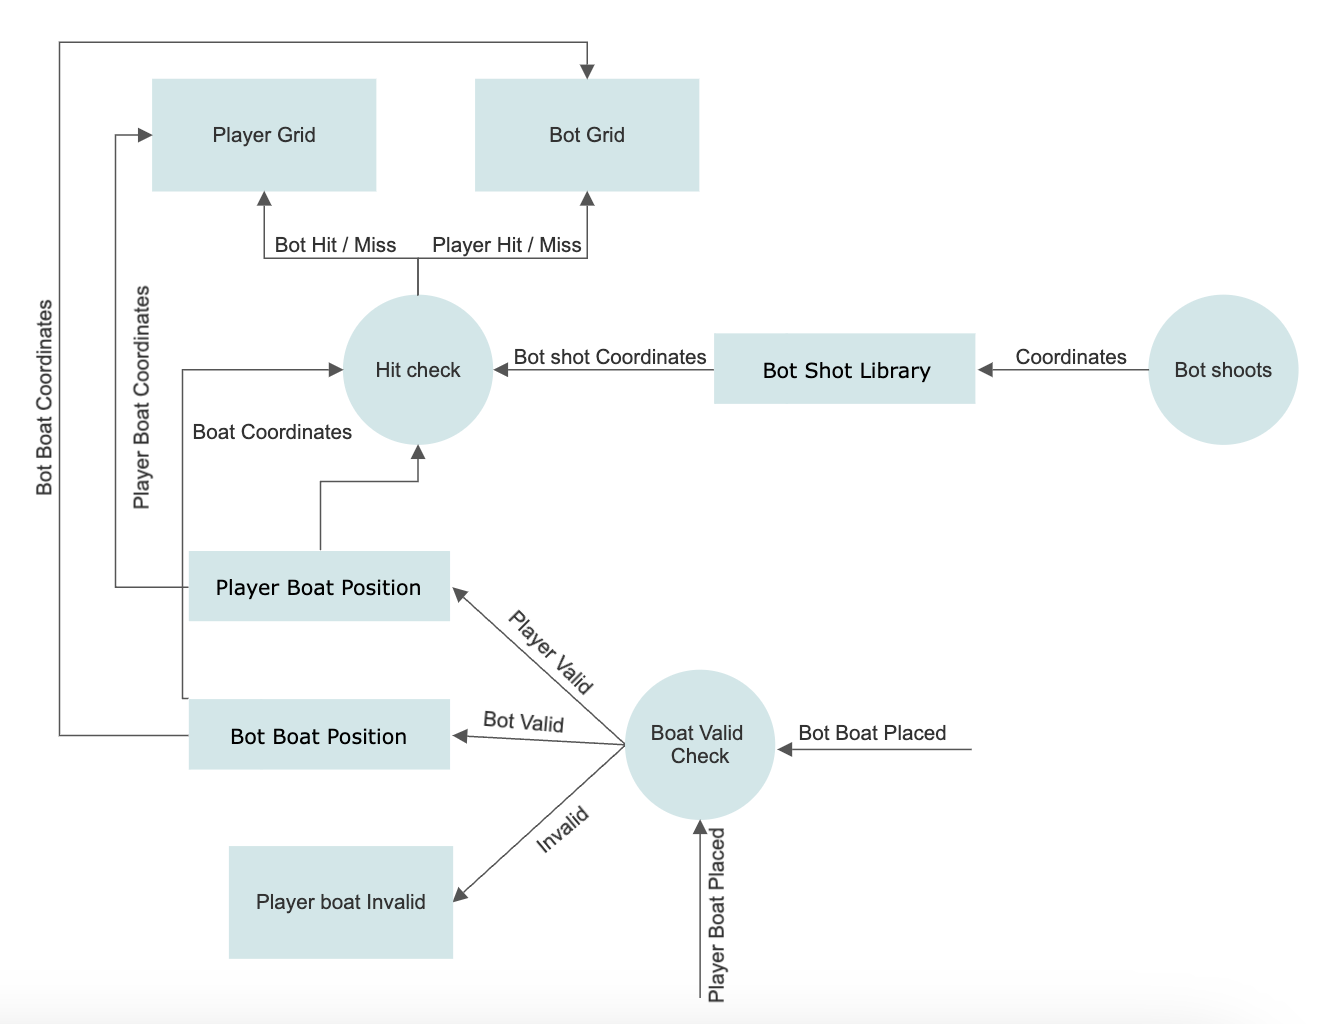 Player Grid
Bot Grid
Bot Hit / Miss
Player Hit / Miss
Bot Boat Coordinates
Player Boat Coordinates
Hit check
Bot shot Coordinates
Bot Shot Library
Coordinates
Bot shoots
Boat Coordinates
Player Boat Position
Player Valid
Bot Valid
Bot Boat Position
Boat Valid
Check
Bot Boat Placed
Invalid
Player boat Invalid
Player Boat Placed